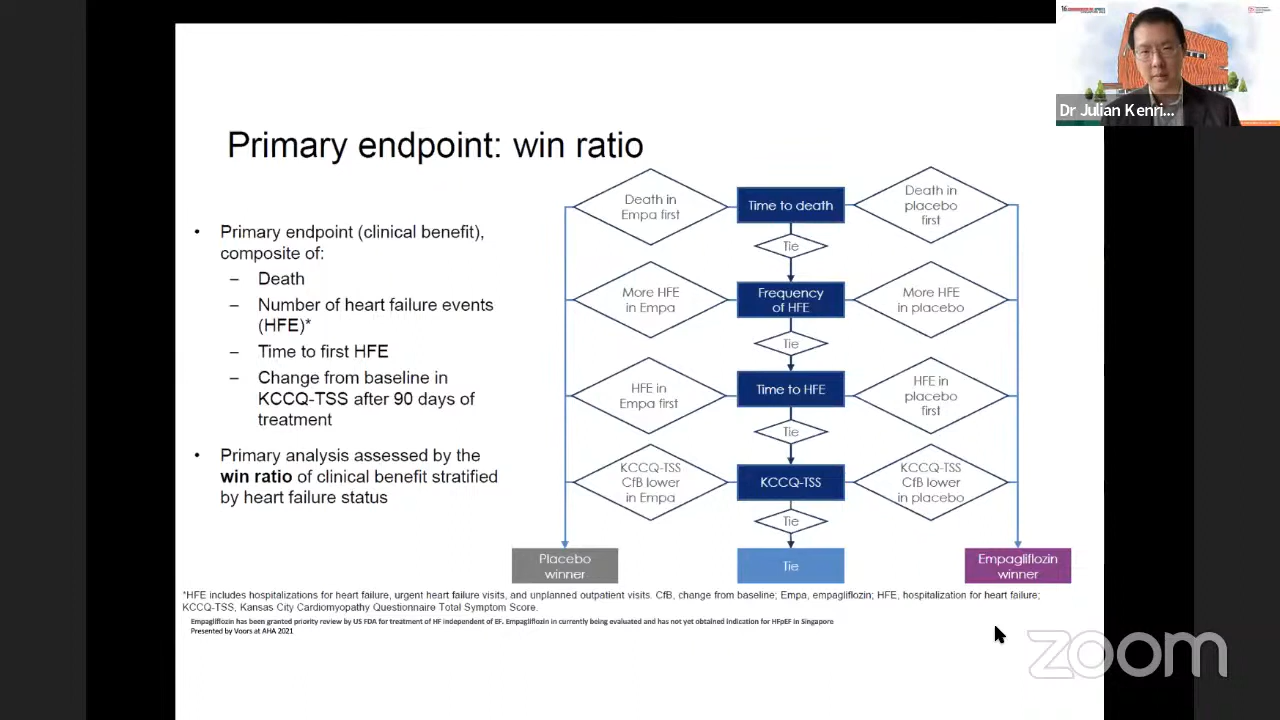 Dr Julian Kenri...
Primary endpoint: win ratio
• Primary endpoint (clinical benefit),
composite of:
– Death
– Number of heart failure events
(HFE)*
– Time to first HFE
– Change from baseline in
KCCQ-TSS after 90 days of
treatment
• Primary analysis assessed by the
win ratio of clinical benefit stratified
by heart failure status
Death in
Empa first
Time to death
Death in
placebo
first
Tie
More HFE
in Empa
Frequency
of HFE
More HFE
in placebo
Tie
HFE in
Empa first
Time to HFE
HFE in
placebo
first
Tie
KCCQ-TSS
CfB lower
in Empa
KCCQ-TSS
KCCQ-TSS
CfB lower
in placebo
Tie
Placebo
winner
Tie
Empagliflozin
winner
*HFE includes hospitalizations for heart failure, urgent heart failure visits, and unplanned outpatient visits. CfB, change from baseline; Empa, empagliflozin; HFE, hospitalization for heart failure;
KCCQ-TSS, Kansas City Cardiomyopathy Questionnaire Total Symptom Score.
Empagliflozin has been granted priority review by US FDA for treatment of HF independent of EF. Empagliflozin in currently being evaluated and has not yet obtained indication for HFpEF in Singapore
Presented by Voors at AHA 2021
zoom